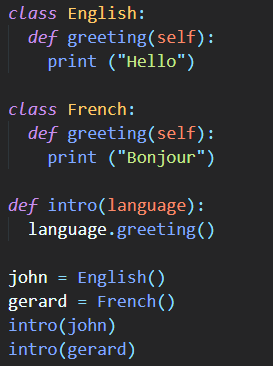 class English:
  def greeting(self):
    print ("Hello")

class French:
  def greeting(self):
    print ("Bonjour")

def intro(language):
  language.greeting()

john = English()
gerard = French()
intro(john)
intro(gerard)